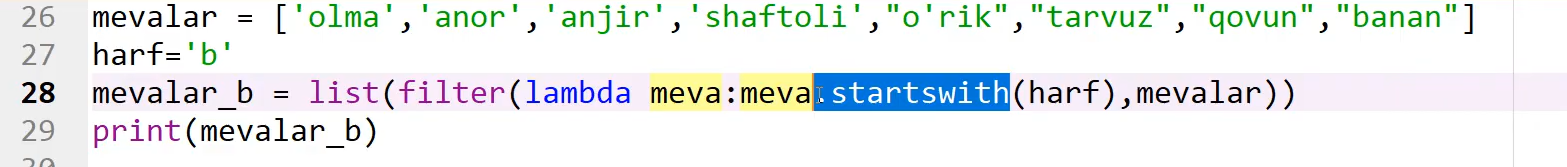 26 mevalar = ['olma','anor','anjir','shaftoli',"o'rik","tarvuz","qovun","banan"]
27 harf='b'
28 mevalar_b = list(filter(lambda meva:meva.startswith(harf),mevalar))
29 print(mevalar_b)
30